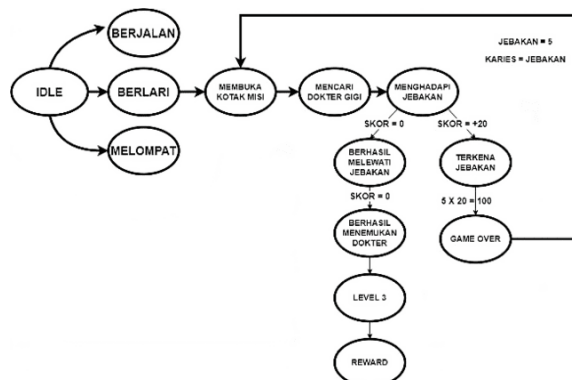 BERJALAN
JEBAKAN = 5
KARIES = JEBAKAN
IDLE
BERLARI
MEMBUKA
KOTAK MISI
MENCARI
DOKTER GIGI
MENGHADAPI
JEBAKAN
MELOMPAT
SKOR = 0
SKOR = +20
BERHASIL
MELEWATI
JEBAKAN
TERKENA
JEBAKAN
SKOR = 0
5 X 20 = 100
BERHASIL
MENEMUKAN
DOKTER
GAME OVER
LEVEL 3
REWARD